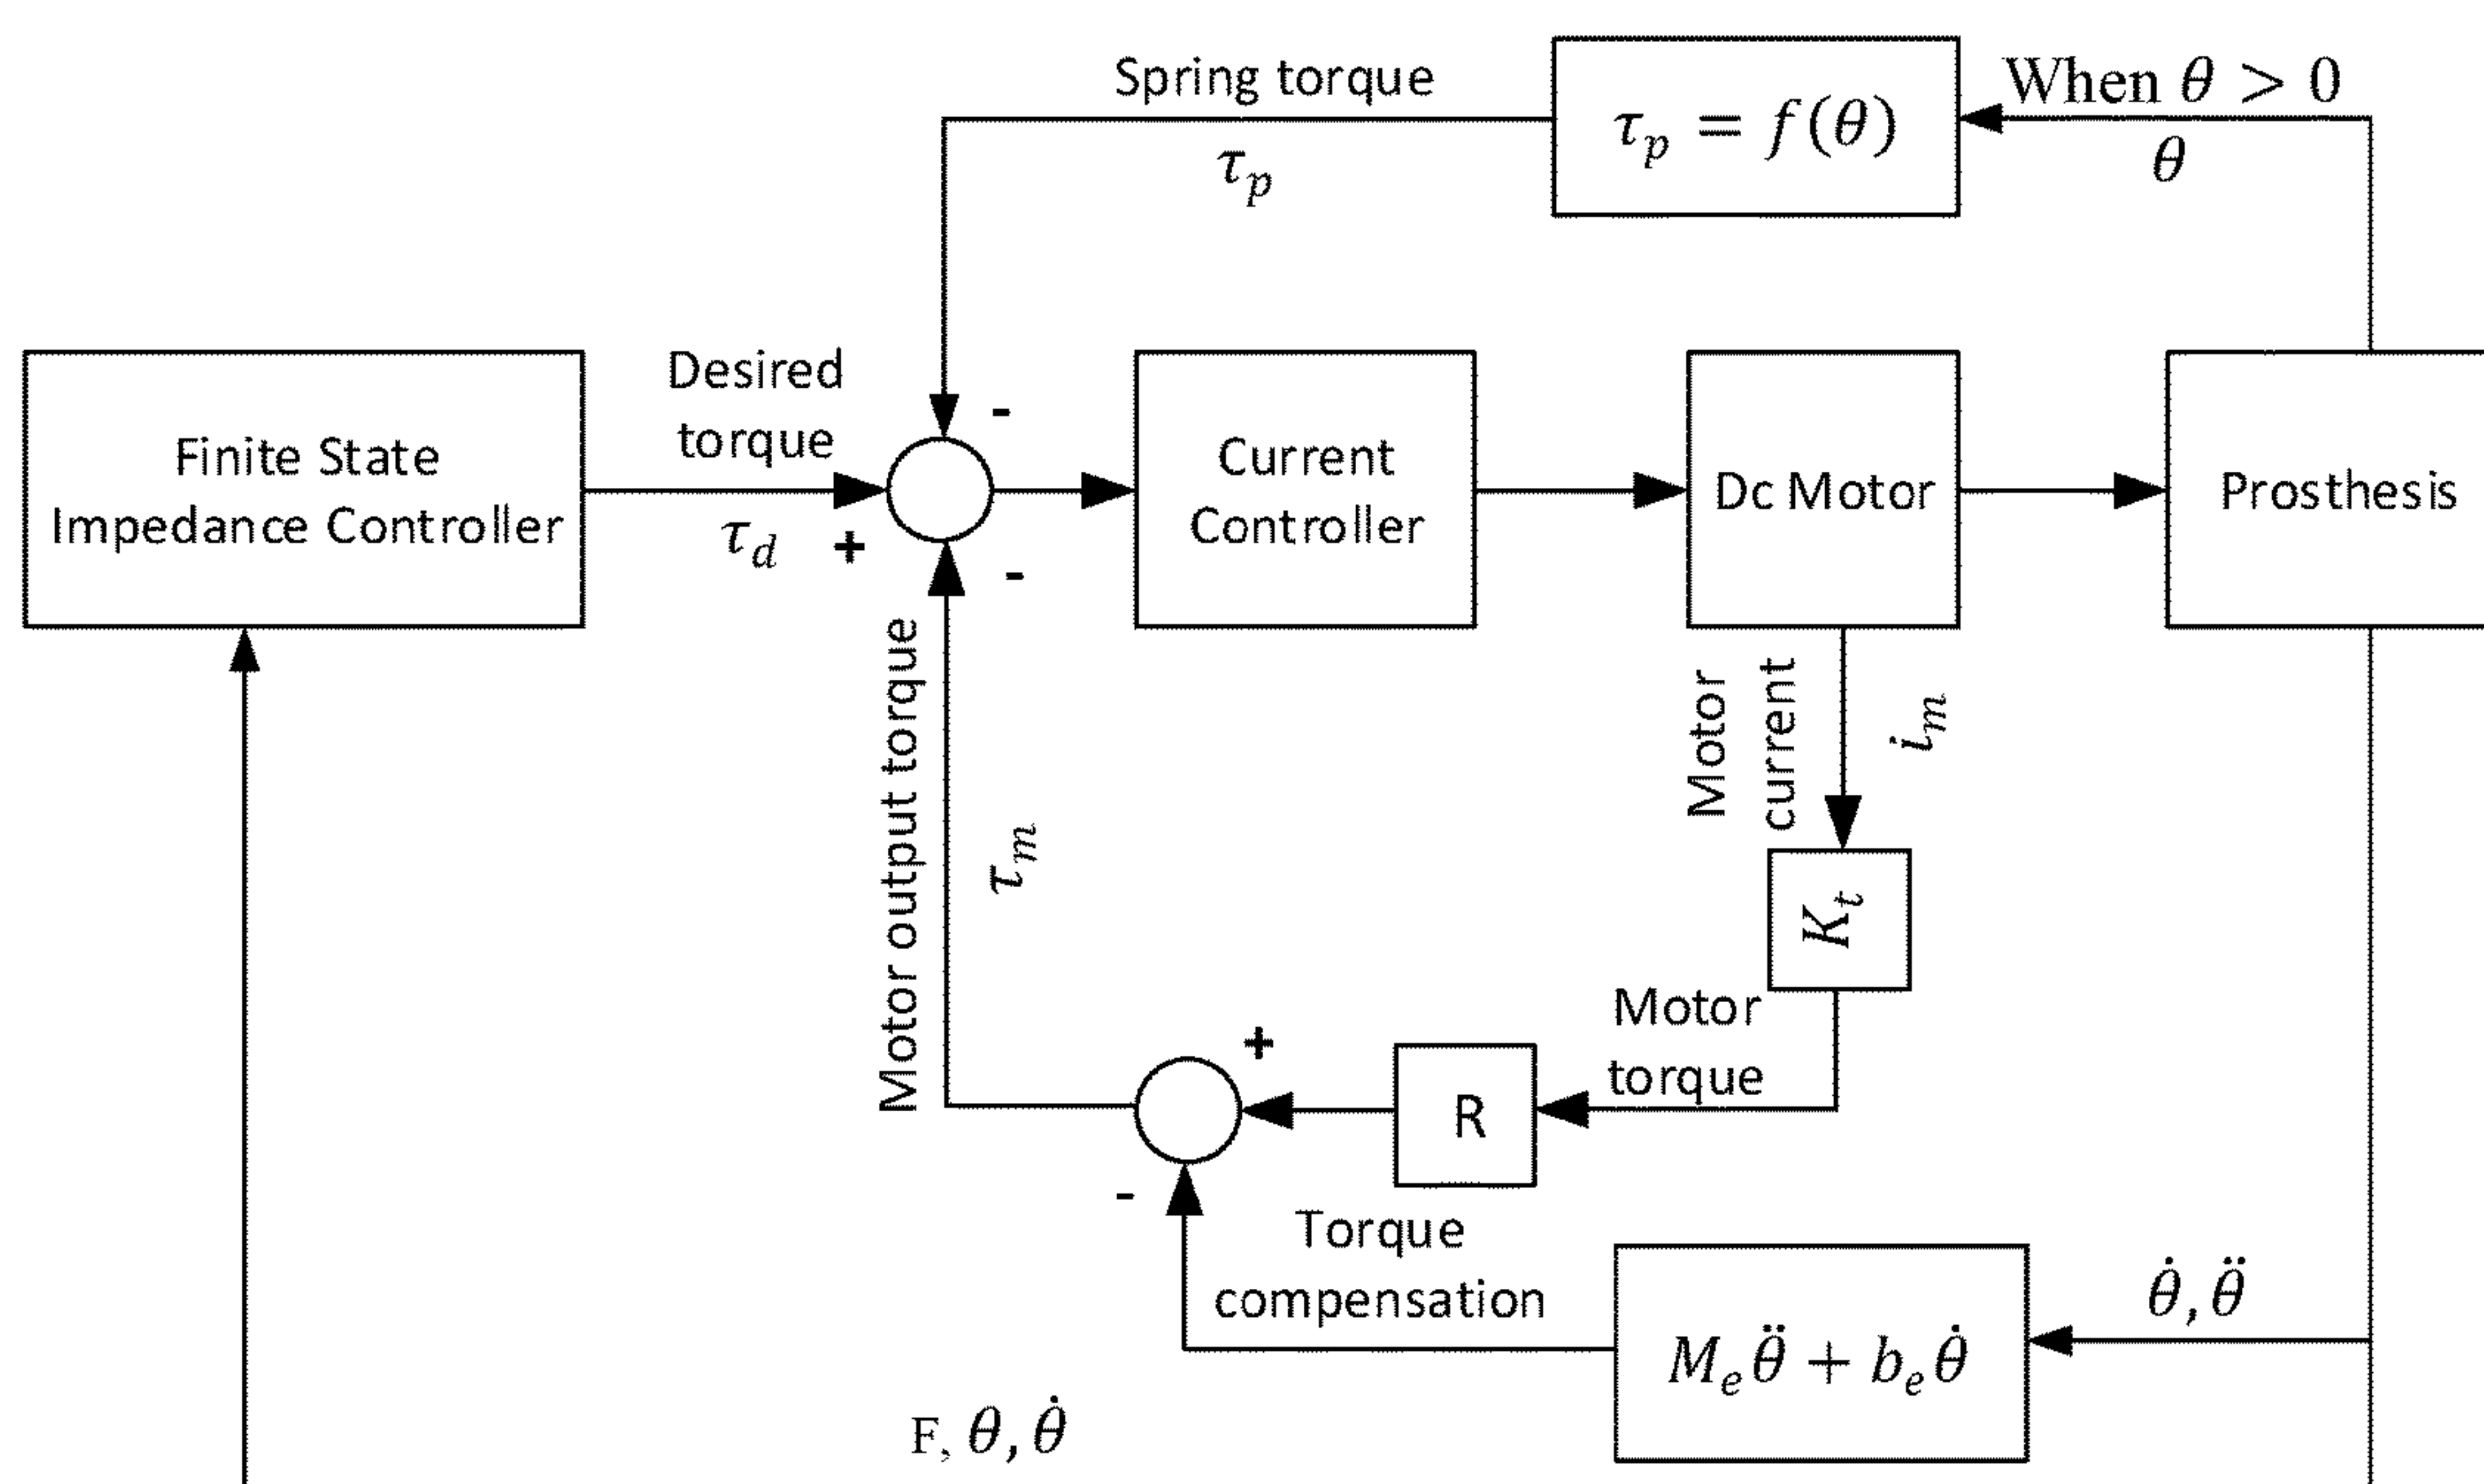 Spring torque
τ_p
τ_p = f(θ)
When θ > 0
θ
Finite State
Impedance Controller
Desired
torque
τ_d
+
-
-
Current
Controller
Dc Motor
Prosthesis
Motor output torque
τ_m
Motor
current
i_m
K_t
Motor
torque
R
+
-
Torque
compensation
M_e θ̈ + b_e θ̇
θ̇, θ̈
F, θ, θ̇